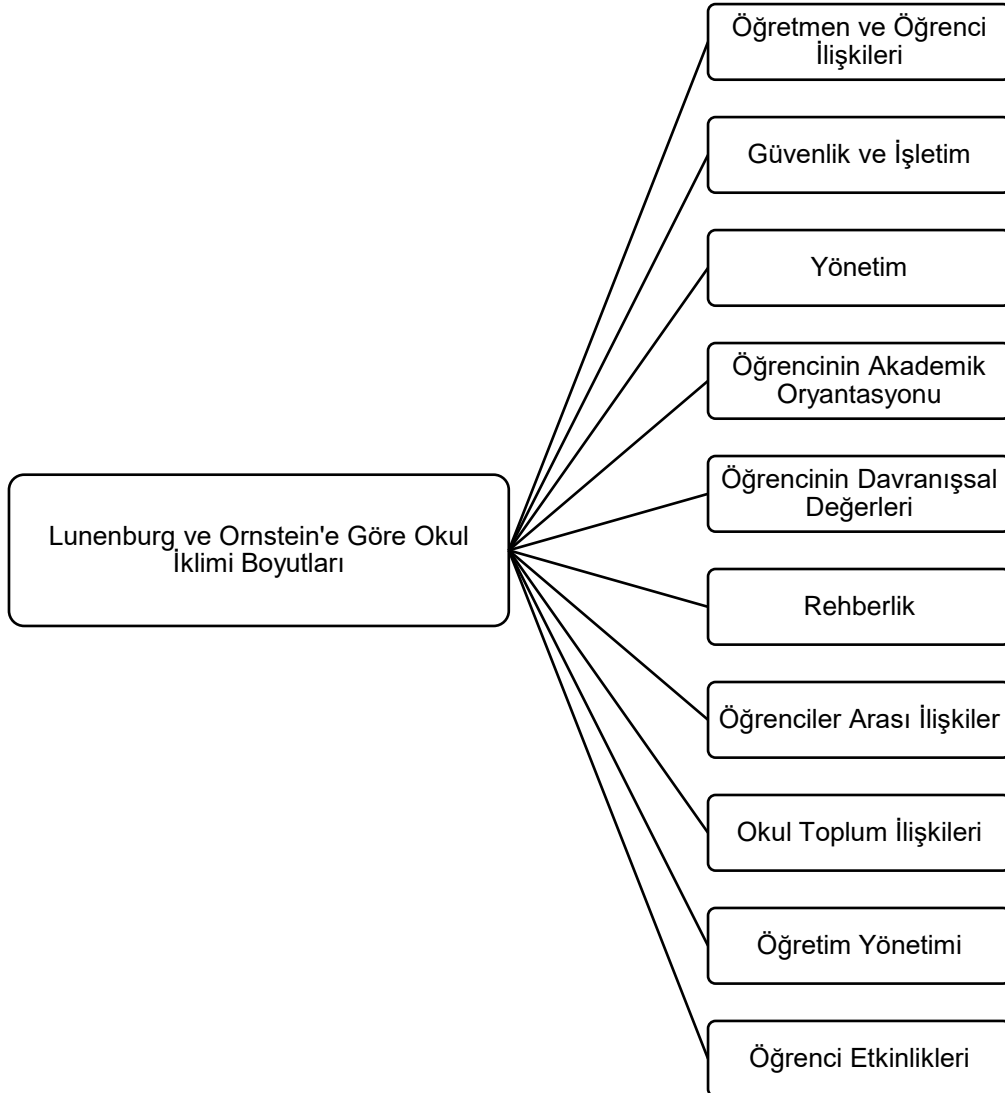 Öğretmen ve Öğrenci
İlişkileri
Güvenlik ve İşletim
Yönetim
Öğrencinin Akademik
Oryantasyonu
Öğrencinin Davranışsal
Değerleri
Lunenburg ve Ornstein'e Göre Okul
İklimi Boyutları
Rehberlik
Öğrenciler Arası İlişkiler
Okul Toplum İlişkileri
Öğretim Yönetimi
Öğrenci Etkinlikleri